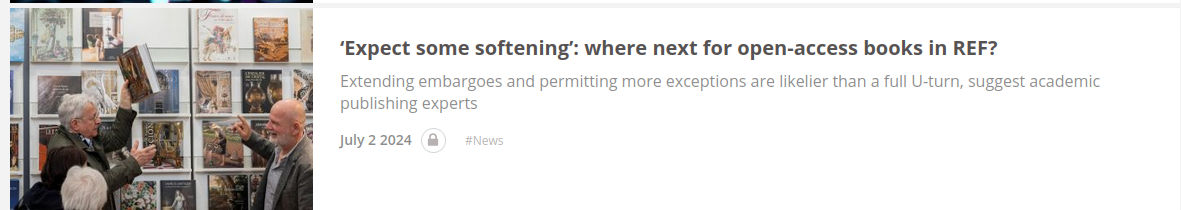 ‘Expect some softening’: where next for open-access books in REF?
Extending embargoes and permitting more exceptions are likelier than a full U-turn, suggest academic
publishing experts
July 2 2024 #News